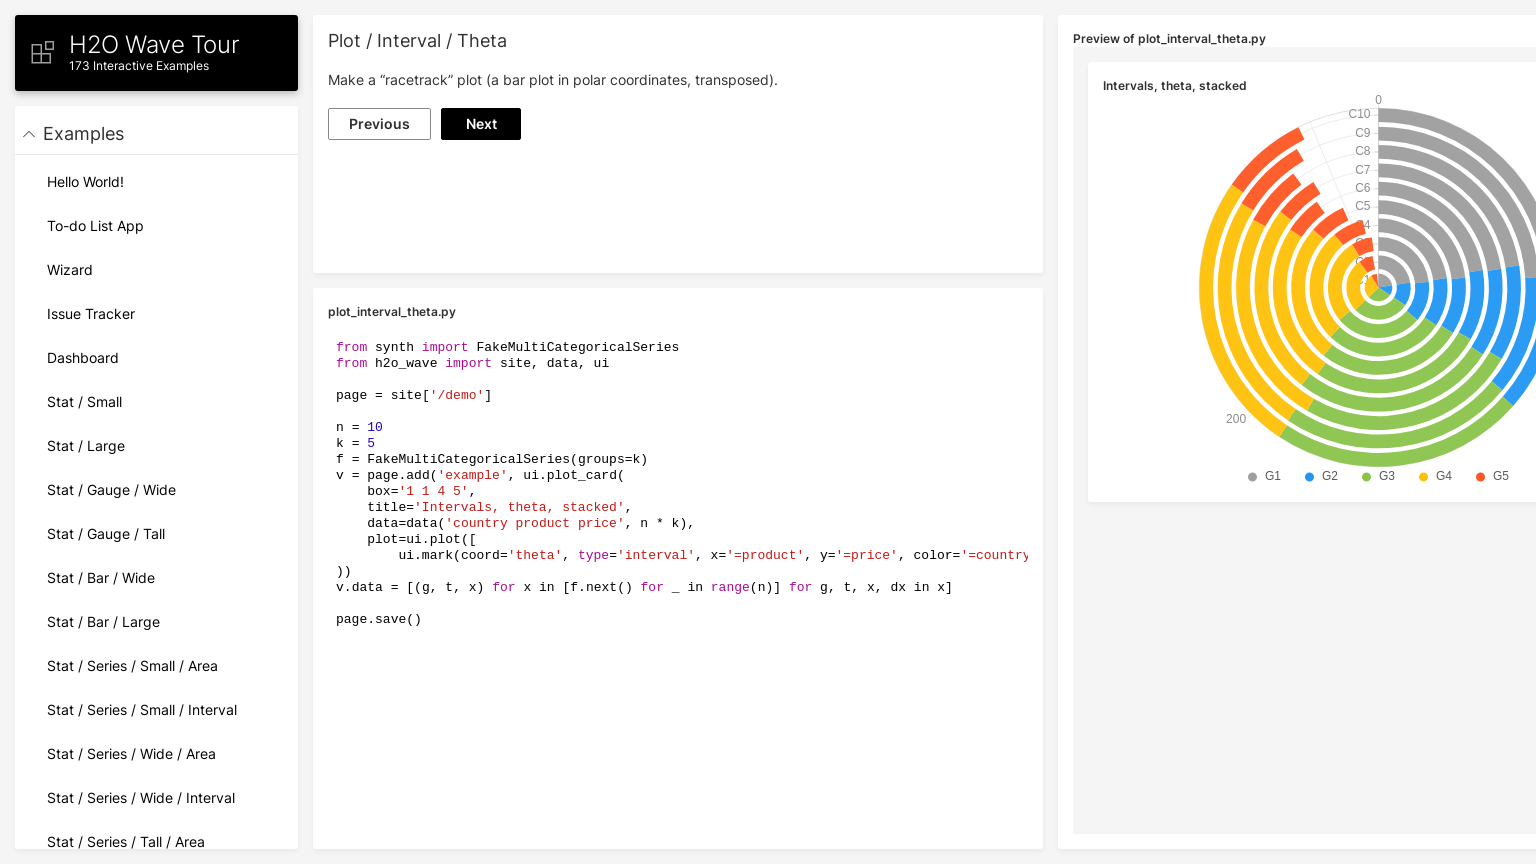 H2O Wave Tour
173 Interactive Examples
Examples
Hello World!
To-do List App
Wizard
Issue Tracker
Dashboard
Stat / Small
Stat / Large
Stat / Gauge / Wide
Stat / Gauge / Tall
Stat / Bar / Wide
Stat / Bar / Large
Stat / Series / Small / Area
Stat / Series / Small / Interval
Stat / Series / Wide / Area
Stat / Series / Wide / Interval
Stat / Series / Tall / Area
Plot / Interval / Theta
Make a “racetrack” plot (a bar plot in polar coordinates, transposed).
Previous
Next
plot_interval_theta.py
from synth import FakeMultiCategoricalSeries
from h2o_wave import site, data, ui
page = site['/demo']
n = 10
k = 5
f = FakeMultiCategoricalSeries(groups=k)
v = page.add('example', ui.plot_card(
    box='1 1 4 5',
    title='Intervals, theta, stacked',
    data=data('country product price', n * k),
    plot=ui.plot([
        ui.mark(coord='theta', type='interval', x='=product', y='=price', color='=country
))
v.data = [(g, t, x) for x in [f.next() for _ in range(n)] for g, t, x, dx in x]
page.save()
Preview of plot_interval_theta.py
Intervals, theta, stacked
0
C10
C9
C8
C7
C6
C5
200
G1
G2
G3
G4
G5